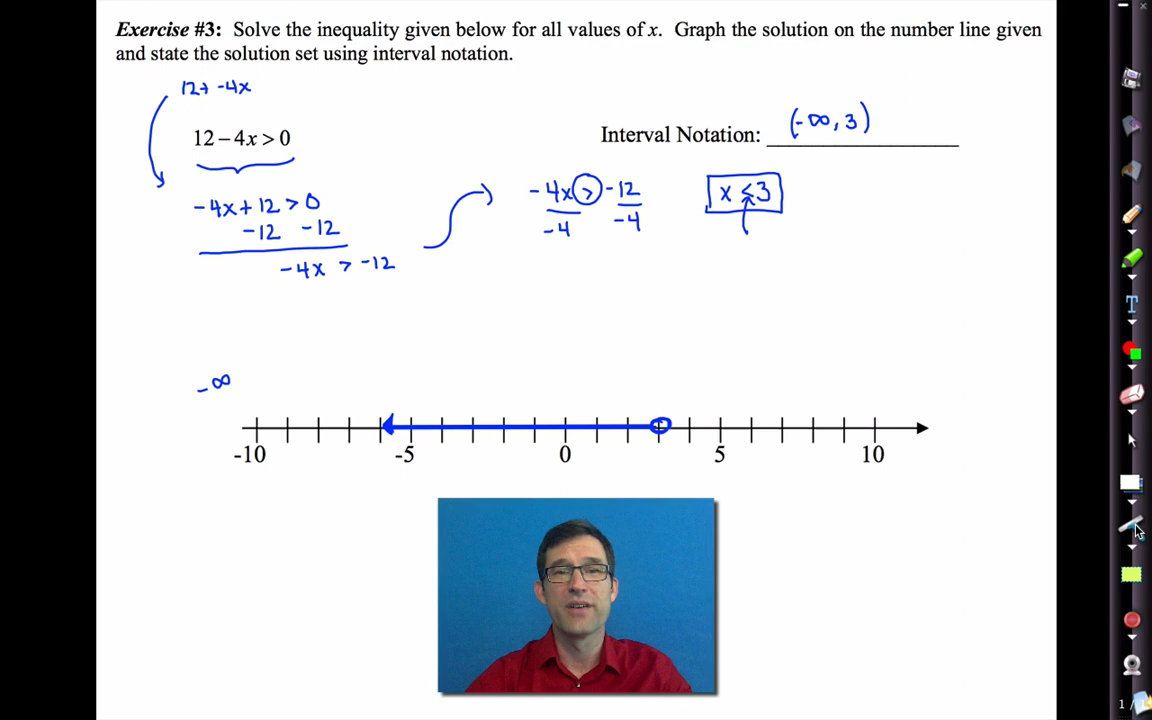 Exercise #3: Solve the inequality given below for all values of x. Graph the solution on the number line given
and state the solution set using interval notation.
12+ -4x
12 – 4x > 0
Interval Notation: (-∞, 3)
-4x + 12 > 0
-12 -12
-4x > -12
-4x > -12
-4 -4
x < 3
-∞
-10 -5 0 5 10
T
1 /